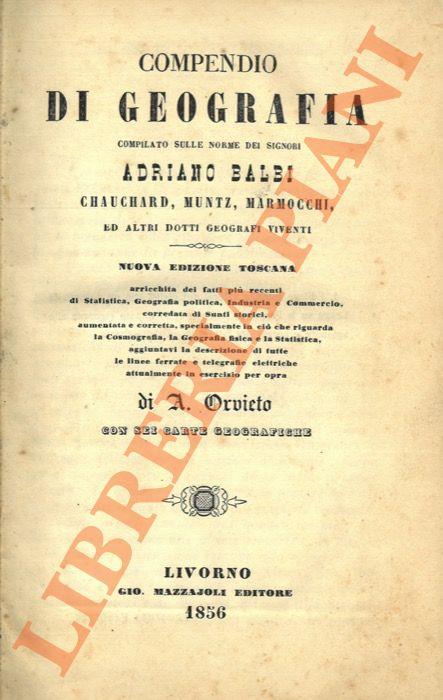 COMPENDIO
DI GEOGRAFIA
COMPILATO SULLE NORME DEI SIGNORI
ADRIANO BALBI
CHAUCHARD, MUNTZ, MARMOCCHI,
ED ALTRI DOTTI GEOGRAFI VIVENTI
NUOVA EDIZIONE TOSCANA
arricchita dei fatti più recenti
di Statistica, Geografia politica, Industria e Commercio,
corredata di Sunti storici,
aumentata e corretta, specialmente in ciò che riguarda
la Cosmografia, la Geografia fisica e la Statistica,
aggiuntavi la descrizione di tutte
le linee ferrate e telegrafie elettriche
attualmente in esercizio per opra
di A. Orvieto
CON SEI CARTE GEOGRAFICHE
LIVORNO
GIO. MAZZAJOLI EDITORE
1856
LIBRERIA PIANI